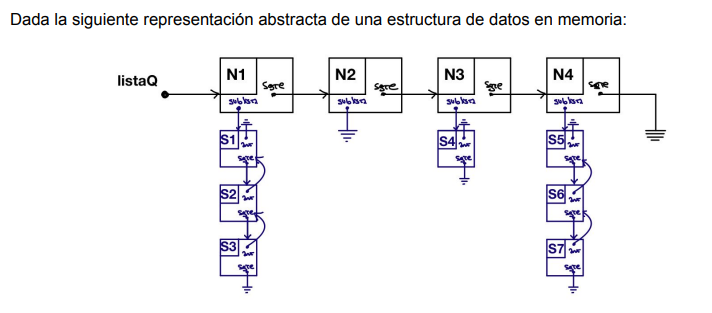 Dada la siguiente representación abstracta de una estructura de datos en memoria:
listaQ N1 sgte N2 sgte N3 sgte N4 sgte
sublista sublista sublista sublista
S1 ant S4 ant S5 ant
sgte sgte sgte
S2 ant S6 ant
sgte sgte
S3 ant S7 ant
sgte sgte